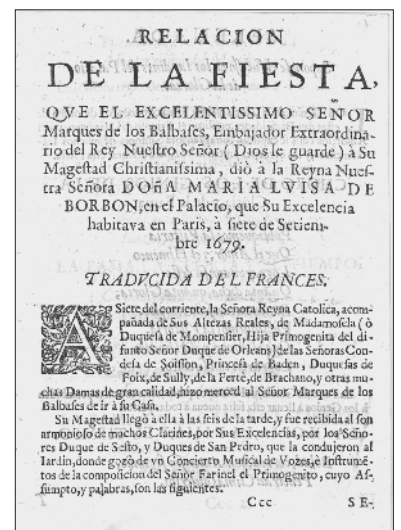 RELACION
DE LA FIESTA,
QVE EL EXCELENTISSIMO SEÑOR
Marques de los Balbases, Embajador Extraordina-
rio del Rey Nuestro Señor ( Dios le guarde ) à Su
Magestad Christianissima, diò à la Reyna Nues-
tra Señora DOñA MARIA LVISA DE
BORBON, en el Palacio, que Su Excelencia
habitava en Paris, à siete de Setiem-
bre 1679.
TRADVCIDA DEL FRANCES.
A Siete del corriente, la Señora Reyna Catolica, acom-
pañada de Sus Altezas Reales, de Madamosela ( ò
Duquesa de Mompensier, Hija Primogenita del di-
funto Señor Duque de Orleans) de las Señoras Con-
desa de Soisson, Princesa de Baden, Duquesas de
Foix, de Sully, de la Fertè, de Brachano, y otras mu-
chas Damas de gran calidad, hizo merced al Señor Marques de los
Balbases de ir à su Casa.
Su Magestad llegò à ella à las seis de la tarde, y fue recibida al son
armonioso de muchos Clarines, por Sus Excelencias, por los Seño-
res Duque de Sesto, y Duques de San Pedro, que la condujeron al
Iardin, donde gozò de vn Concierto Musical de Vozes, e Instrumẽ-
tos de la composicion del Señor Farinel el Primogenito, cuyo As-
sumpto, y palabras, son las siguientes.
Ccc SE-